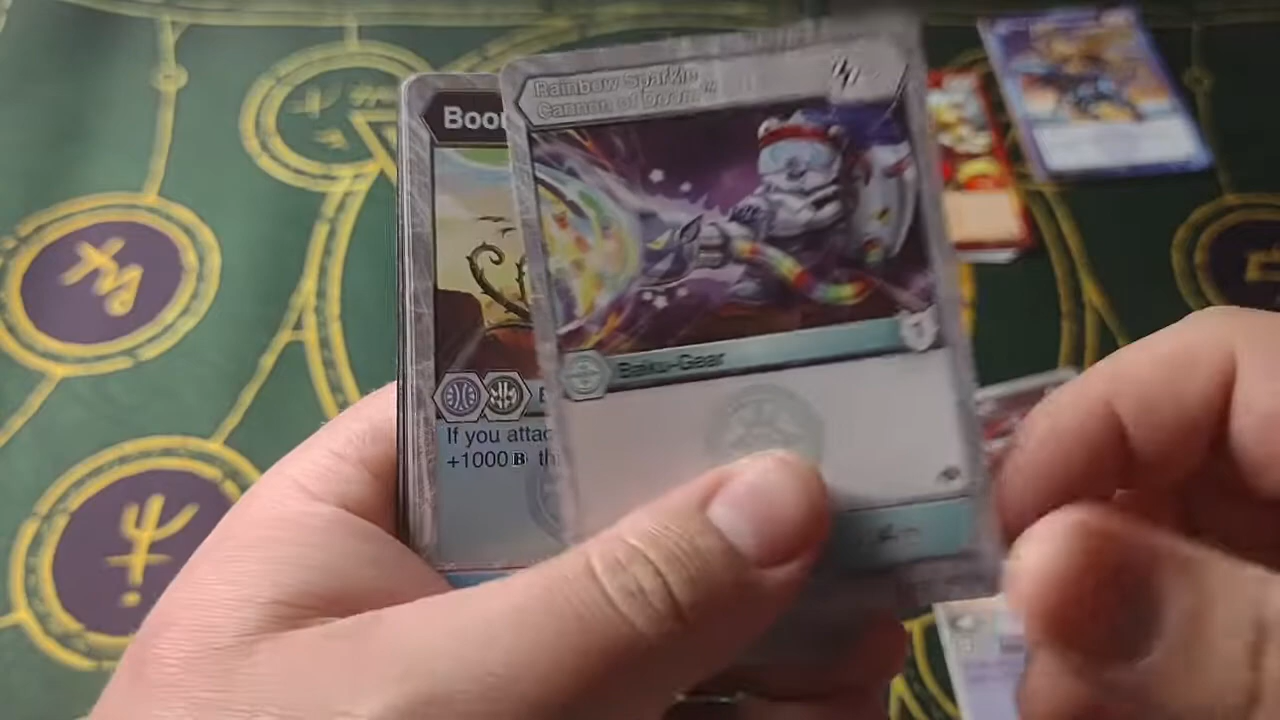 Rainbow Sparkle
Cannon of Doom™
Baku-Gear
Boo
If you attac
+1000 B th